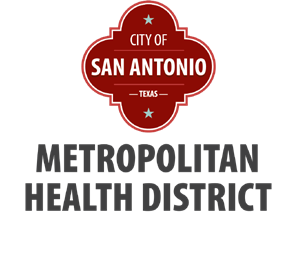 CITY OF
SAN ANTONIO
TEXAS
METROPOLITAN
HEALTH DISTRICT